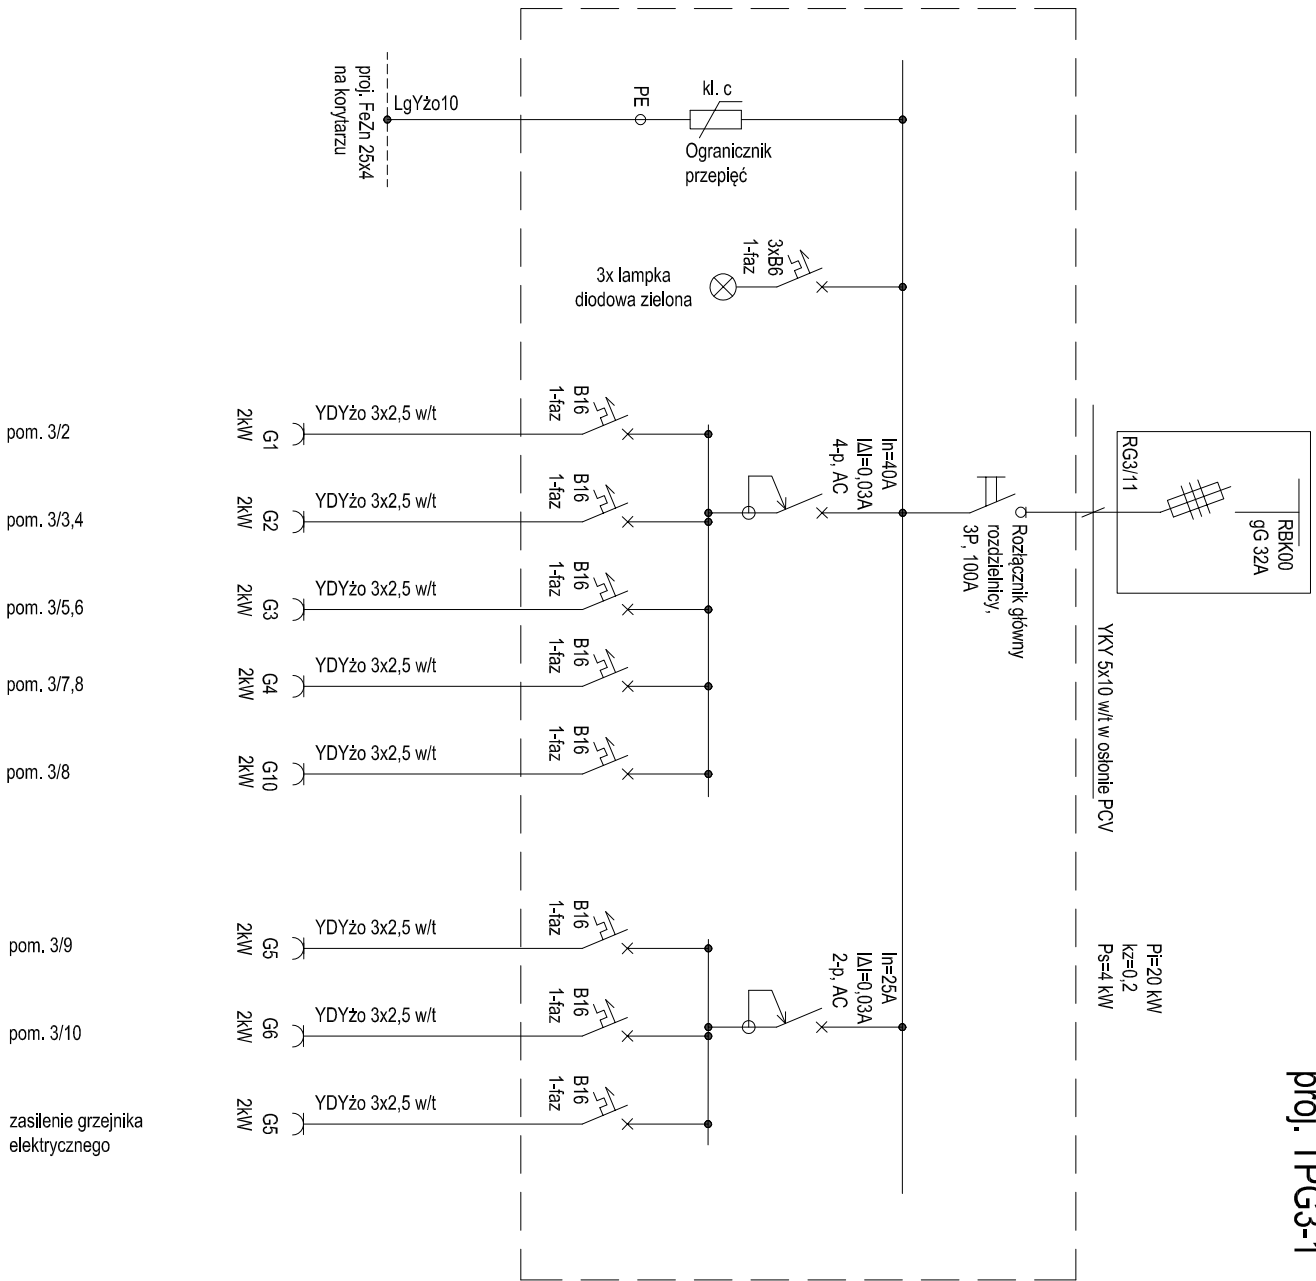 proj. TPG3-1
RBK00
gG 32A
RG3/11
YKY 5x10 w/t w osłonie PCV
Pi=20 kW
kz=0,2
Ps=4 kW
Rozłącznik główny
rozdzielnicy,
3P, 100A
kl. c
Ogranicznik
przepięć
PE
LgYżo10
proj. FeZn 25x4
na korytarzu
3xB6
1-faz
3x lampka
diodowa zielona
In=40A
IΔI=0,03A
4-p, AC
B16
1-faz
YDYżo 3x2,5 w/t
G1
2kW
pom. 3/2
B16
1-faz
YDYżo 3x2,5 w/t
G2
2kW
pom. 3/3,4
B16
1-faz
YDYżo 3x2,5 w/t
G3
2kW
pom. 3/5,6
B16
1-faz
YDYżo 3x2,5 w/t
G4
2kW
pom. 3/7,8
B16
1-faz
YDYżo 3x2,5 w/t
G10
2kW
pom. 3/8
In=25A
IΔI=0,03A
2-p, AC
B16
1-faz
YDYżo 3x2,5 w/t
G5
2kW
pom. 3/9
B16
1-faz
YDYżo 3x2,5 w/t
G6
2kW
pom. 3/10
B16
1-faz
YDYżo 3x2,5 w/t
G5
2kW
zasilenie grzejnika
elektrycznego